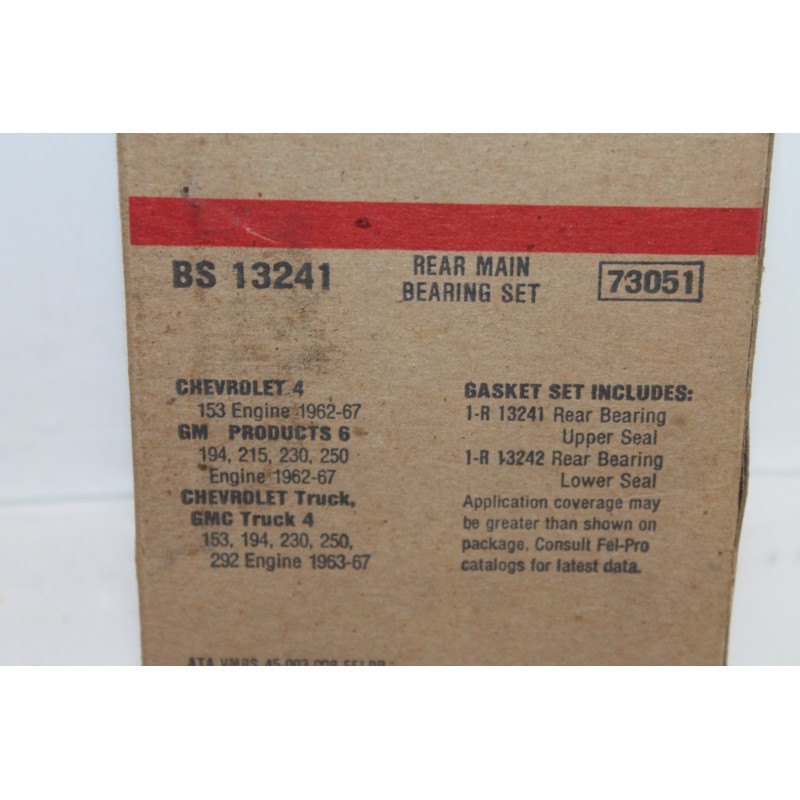 BS 13241
REAR MAIN
BEARING SET
73051
CHEVROLET 4
153 Engine 1962-67
GM PRODUCTS 6
194, 215, 230, 250
Engine 1962-67
CHEVROLET Truck,
GMC Truck 4
153, 194, 230, 250,
292 Engine 1963-67
GASKET SET INCLUDES:
1-R 13241 Rear Bearing
Upper Seal
1-R 13242 Rear Bearing
Lower Seal
Application coverage may
be greater than shown on
package. Consult Fel-Pro
catalogs for latest data.
ATA VMRS